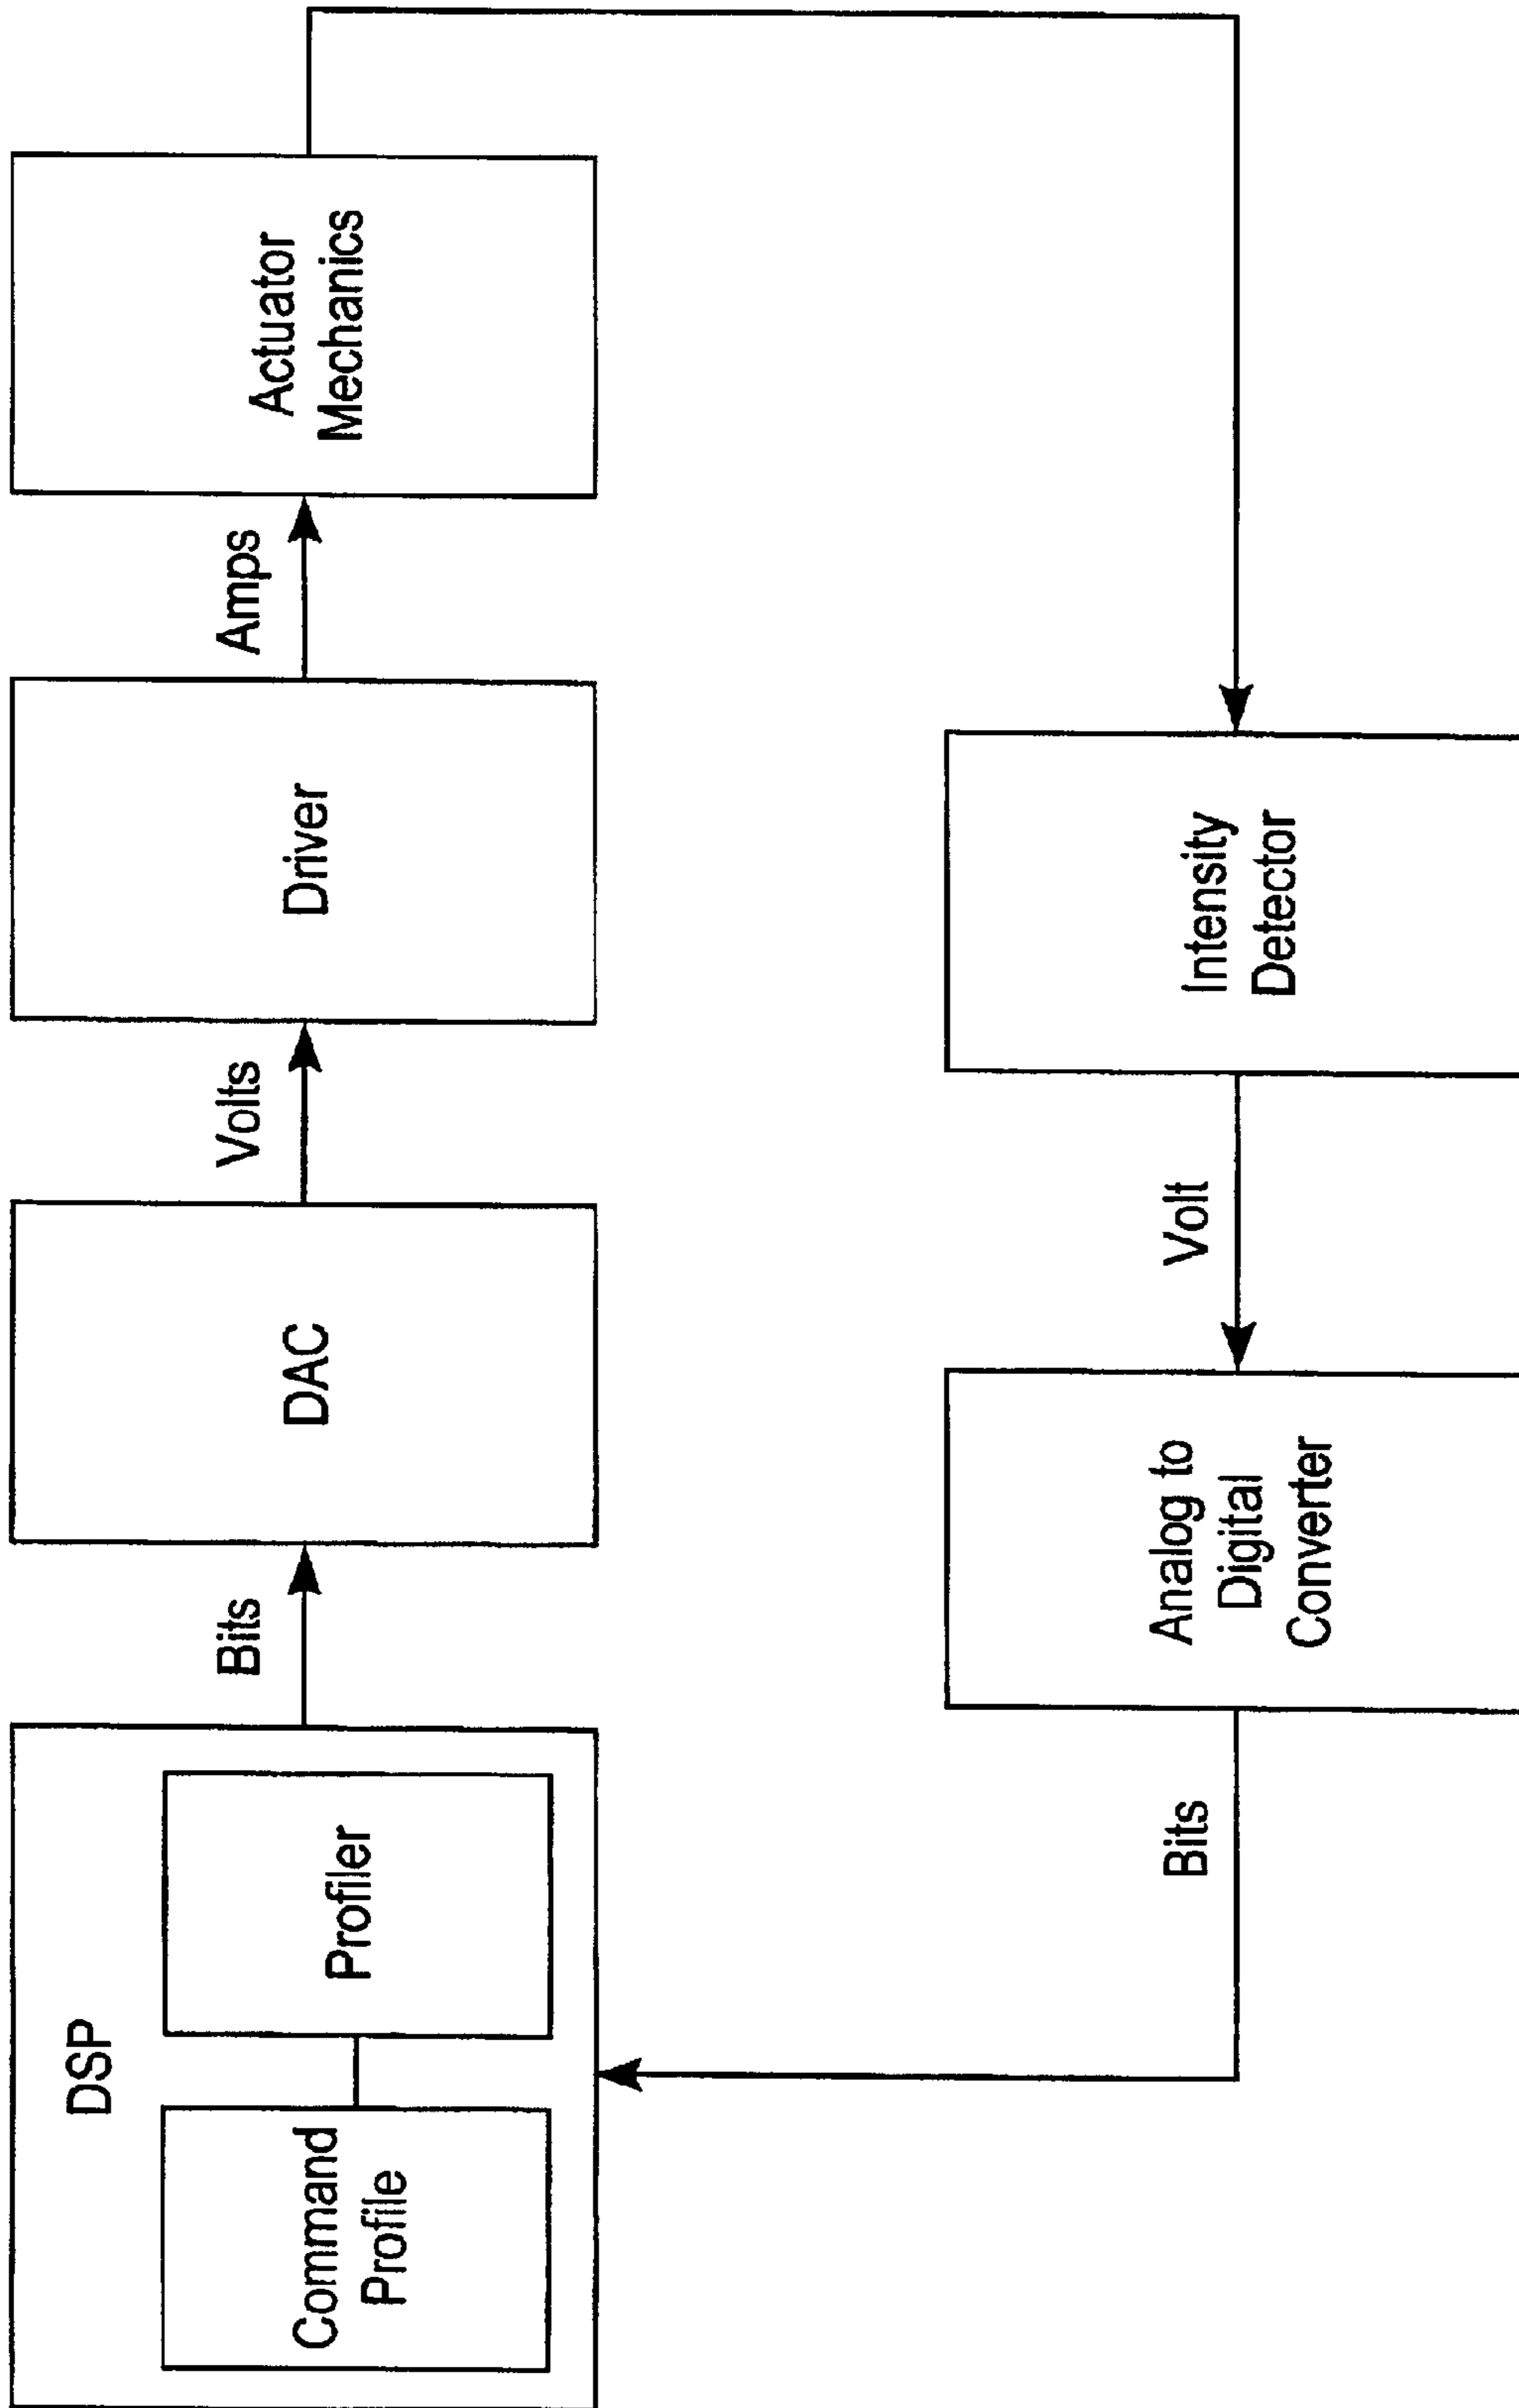 DSP
Command
Profile
Profiler
Bits
DAC
Volts
Driver
Amps
Actuator
Mechanics
Intensity
Detector
Volt
Analog to
Digital
Converter
Bits